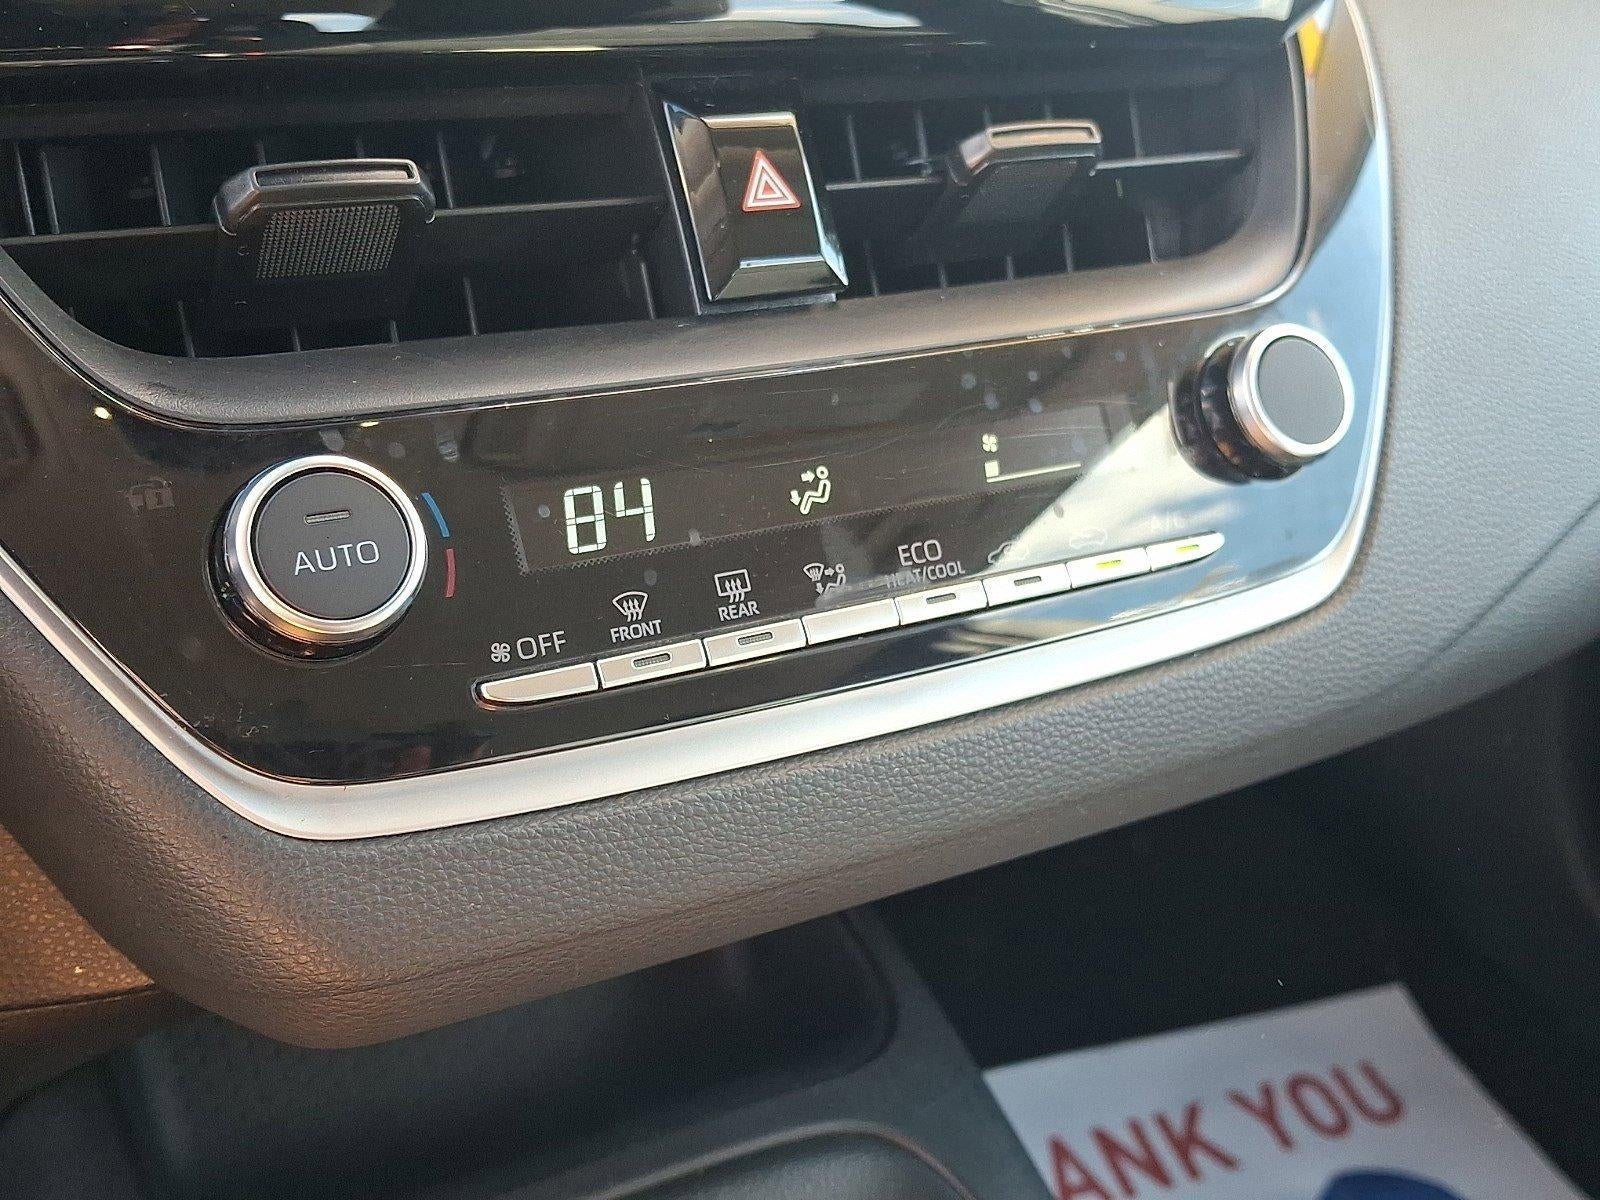 84
AUTO
OFF
FRONT
REAR
ECO
HEAT/COOL
A/C
ANK YOU